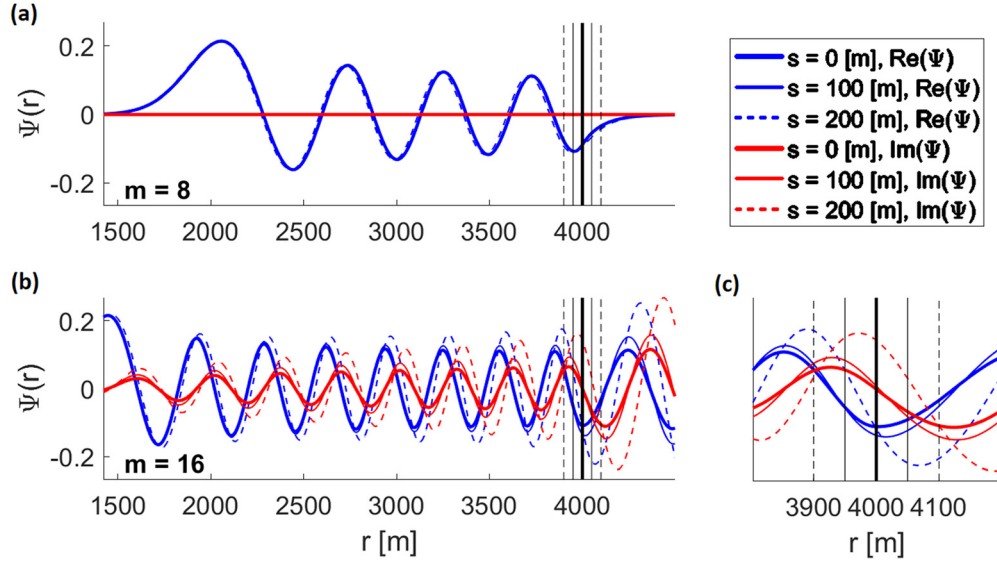 (a)
0.2
0
-0.2
Ψ(r)
m = 8
1500 2000 2500 3000 3500 4000
s = 0 [m], Re(Ψ)
s = 100 [m], Re(Ψ)
s = 200 [m], Re(Ψ)
s = 0 [m], Im(Ψ)
s = 100 [m], Im(Ψ)
s = 200 [m], Im(Ψ)
(b)
0.2
0
-0.2
Ψ(r)
m = 16
1500 2000 2500 3000 3500 4000
r [m]
(c)
3900 4000 4100
r [m]